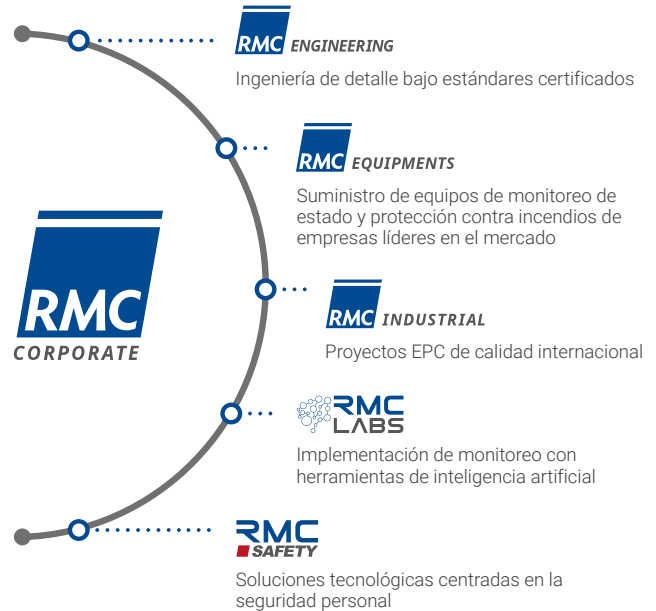 RMC ENGINEERING
Ingeniería de detalle bajo estándares certificados
RMC EQUIPMENTS
Suministro de equipos de monitoreo de
estado y protección contra incendios de
empresas líderes en el mercado
RMC
CORPORATE
RMC INDUSTRIAL
Proyectos EPC de calidad internacional
RMC
LABS
Implementación de monitoreo con
herramientas de inteligencia artificial
RMC
SAFETY
Soluciones tecnológicas centradas en la
seguridad personal